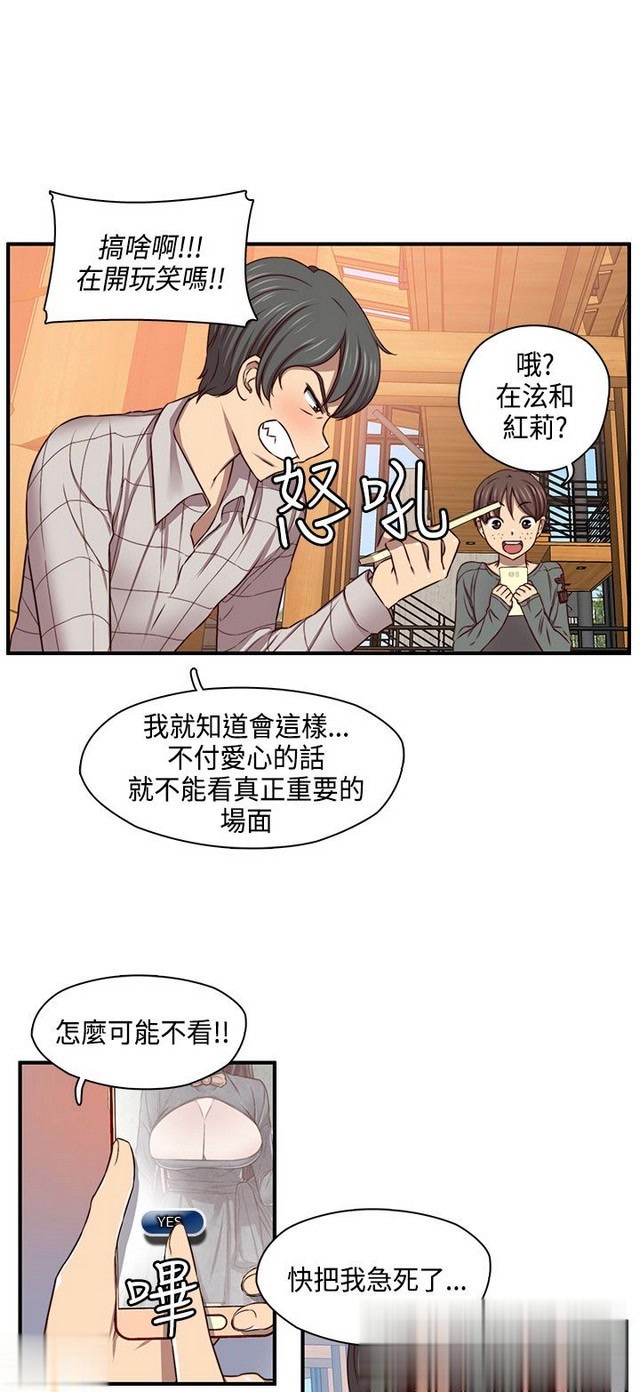 搞啥啊!!!
在開玩笑嗎!!
哦?
在泫和
紅莉?
怒吼
我就知道會這樣...
不付愛心的話
就不能看真正重要的
場面
怎麼可能不看!!
YES
嗶
快把我急死了...